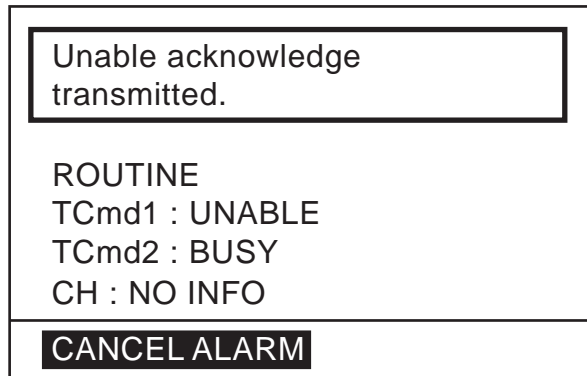 Unable acknowledge
transmitted.
ROUTINE
TCmd1 : UNABLE
TCmd2 : BUSY
CH : NO INFO
CANCEL ALARM